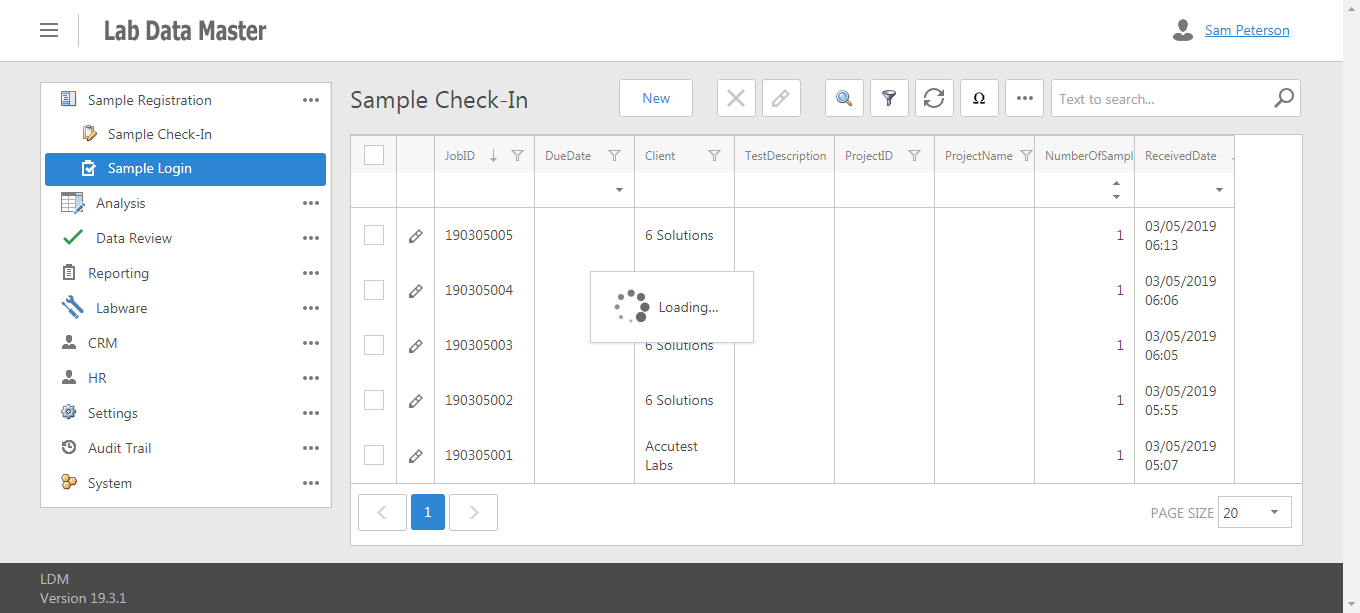 Lab Data Master
Sam Peterson
Sample Registration
Sample Check-In
Sample Login
Analysis
Data Review
Reporting
Labware
CRM
HR
Settings
Audit Trail
System
Sample Check-In
New
Ω
Text to search...
JobID DueDate Client TestDescription ProjectID ProjectName NumberOfSampl ReceivedDate
190305005 6 Solutions 1 03/05/2019
06:13
190305004 1 03/05/2019
06:06
Loading...
190305003 6 Solutions 1 03/05/2019
06:05
190305002 6 Solutions 1 03/05/2019
05:55
190305001 Accutest
Labs 1 03/05/2019
05:07
1
PAGE SIZE 20
LDM
Version 19.3.1